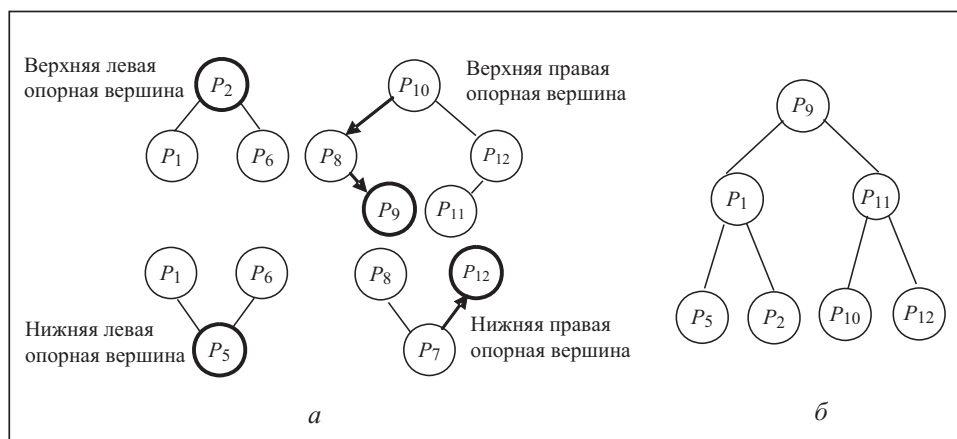 Верхняя левая
опорная вершина
P2
P1
P6
P10
Верхняя правая
опорная вершина
P8
P12
P9
P11
P1
P6
Нижняя левая
опорная вершина
P5
P8
P12
P7
Нижняя правая
опорная вершина
а
P9
P1
P11
P5
P2
P10
P12
б